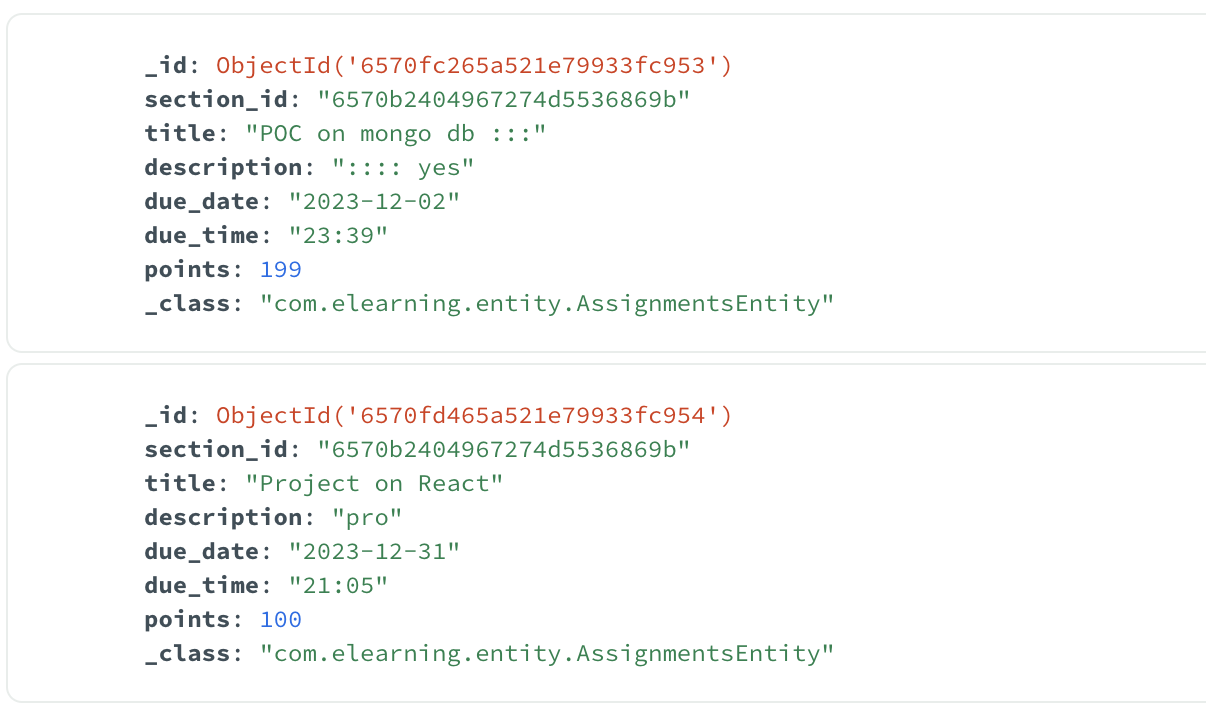 _id: ObjectId('6570fc265a521e79933fc953')
section_id: "6570b2404967274d5536869b"
title: "POC on mongo db :::"
description: ":::: yes"
due_date: "2023-12-02"
due_time: "23:39"
points: 199
_class: "com.elearning.entity.AssignmentsEntity"
_id: ObjectId('6570fd465a521e79933fc954')
section_id: "6570b2404967274d5536869b"
title: "Project on React"
description: "pro"
due_date: "2023-12-31"
due_time: "21:05"
points: 100
_class: "com.elearning.entity.AssignmentsEntity"